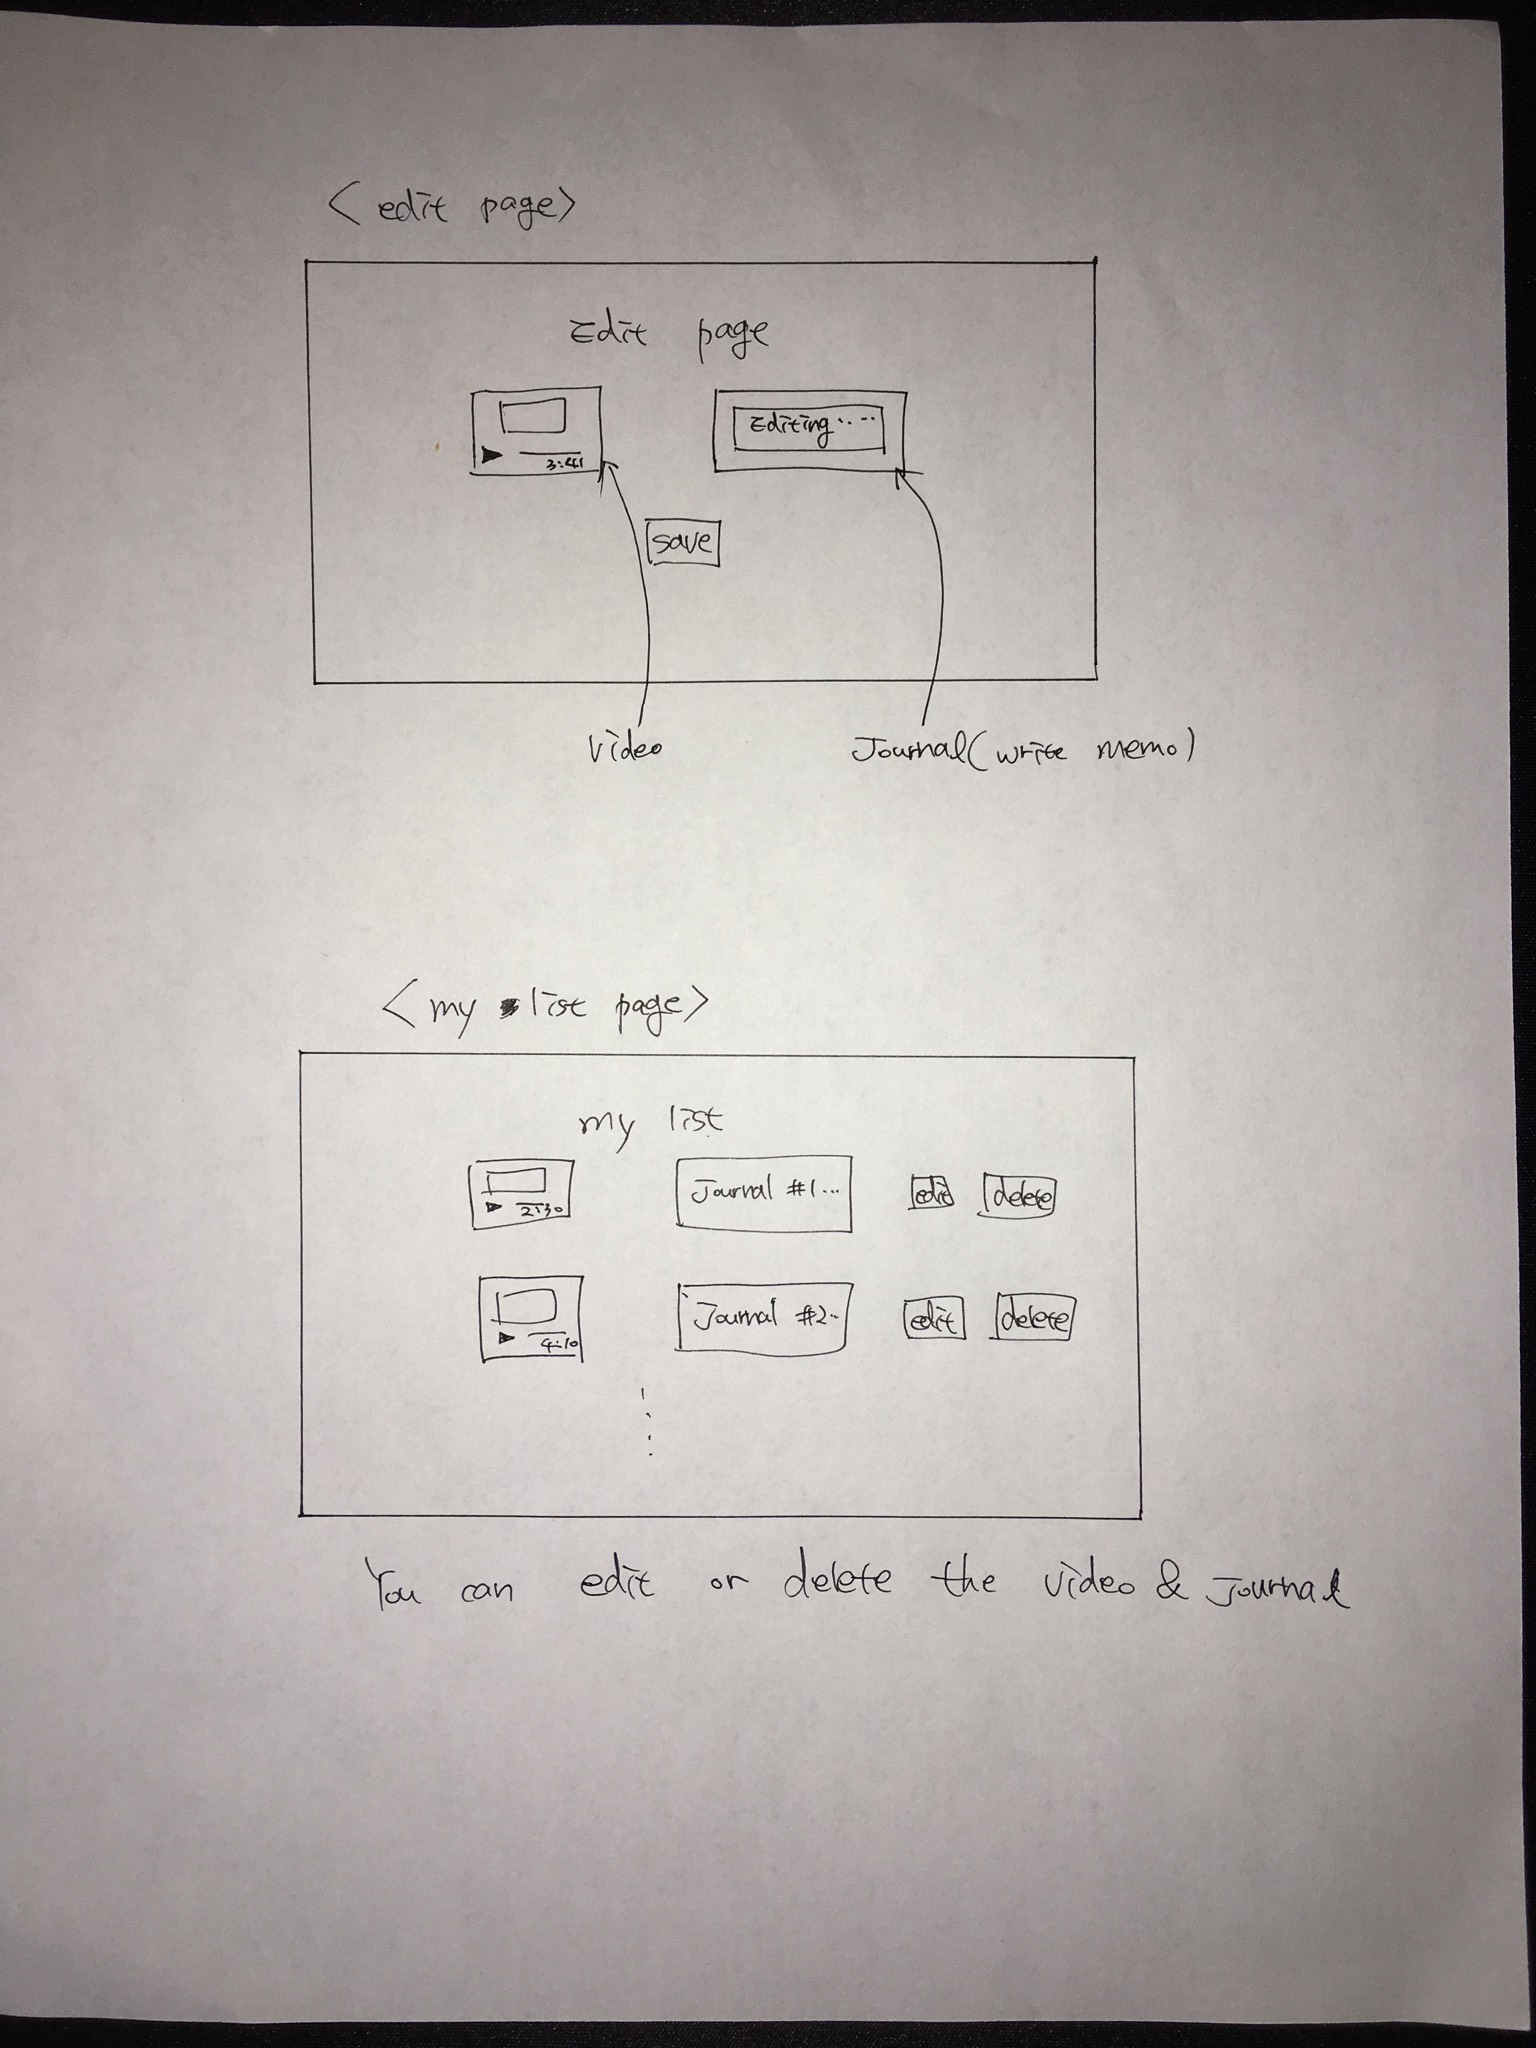 < edit page>
Edit page
3:41
Editing....
save
video
Journal(write memo)
< my list page>
my list
2:30
Journal #1...
edit
delete
4:10
Journal #2..
edit
delete
You can edit or delete the video & Journal